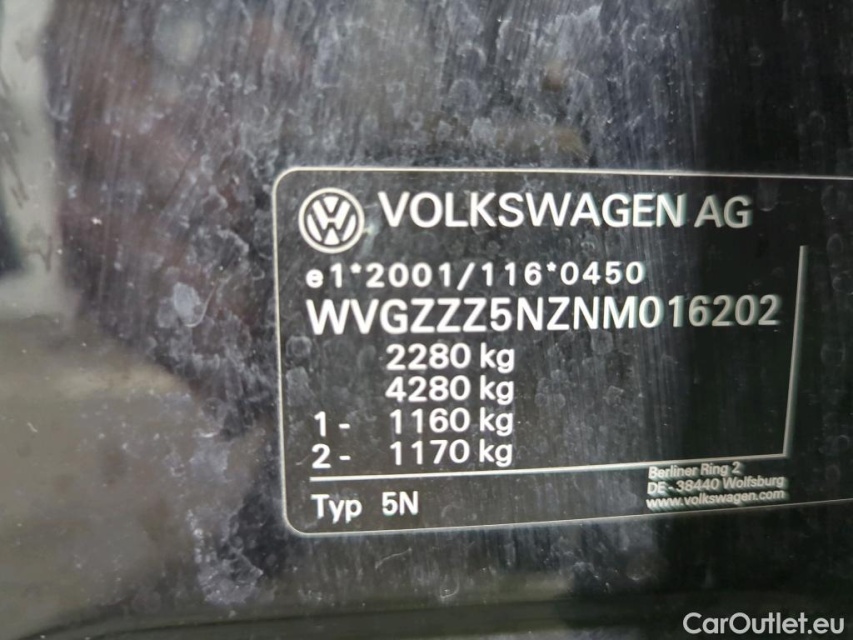 VOLKSWAGEN AG
e1*2001/116*0450
WVGZZZ5NZNM016202
2280 kg
4280 kg
1 - 1160 kg
2 - 1170 kg
Typ 5N
Berliner Ring 2
DE-38440 Wolfsburg
www.volkswagen.com
CarOutlet.eu